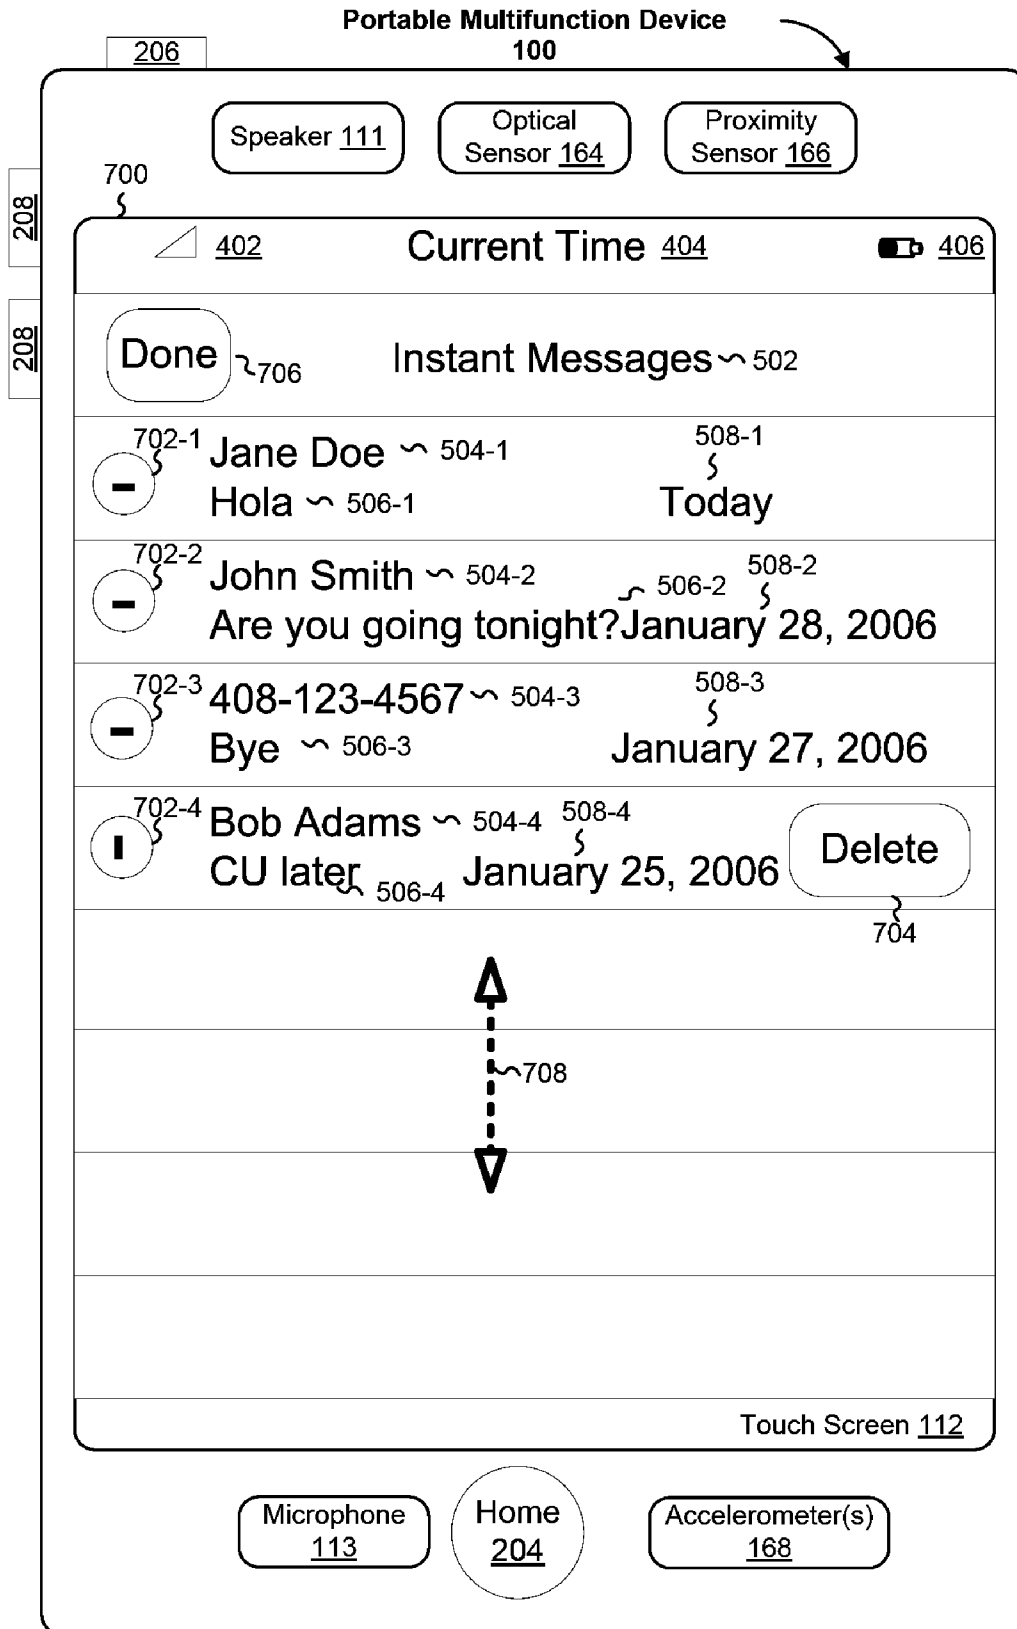 Portable Multifunction Device
100
206
Speaker 111
Optical
Sensor 164
Proximity
Sensor 166
208
208
700
402
Current Time 404
406
Done
706
Instant Messages 502
702-1
Jane Doe 504-1
508-1
Hola 506-1
Today
702-2
John Smith 504-2
506-2
508-2
Are you going tonight? January 28, 2006
702-3
408-123-4567 504-3
508-3
Bye 506-3
January 27, 2006
702-4
Bob Adams 504-4
508-4
CU later 506-4
January 25, 2006
Delete
704
708
Touch Screen 112
Microphone
113
Home
204
Accelerometer(s)
168